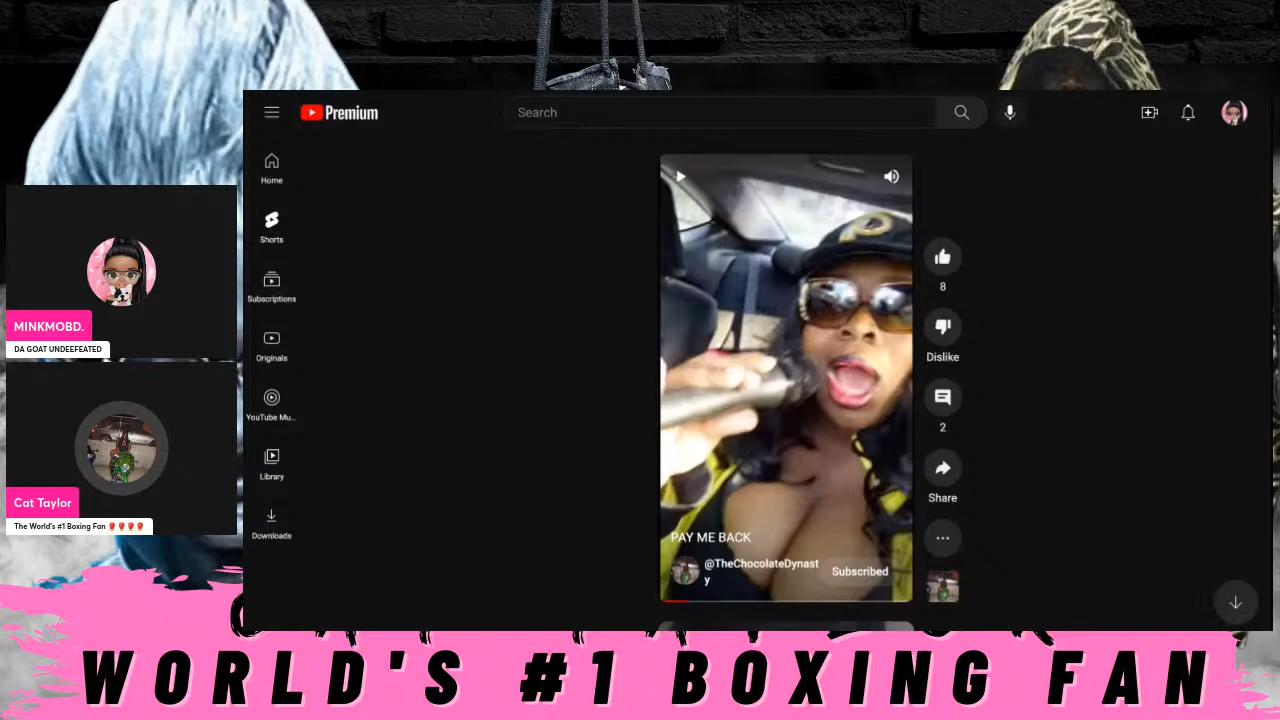 Premium
Search
Home
Shorts
Subscriptions
Originals
YouTube Mu...
Library
Downloads
MINKMOBD.
DA GOAT UNDEFEATED
Cat Taylor
The World's #1 Boxing Fan 🥊🥊🥊🥊
8
Dislike
2
Share
PAY ME BACK
@TheChocolateDynast
y
Subscribed
WORLD'S #1 BOXING FAN